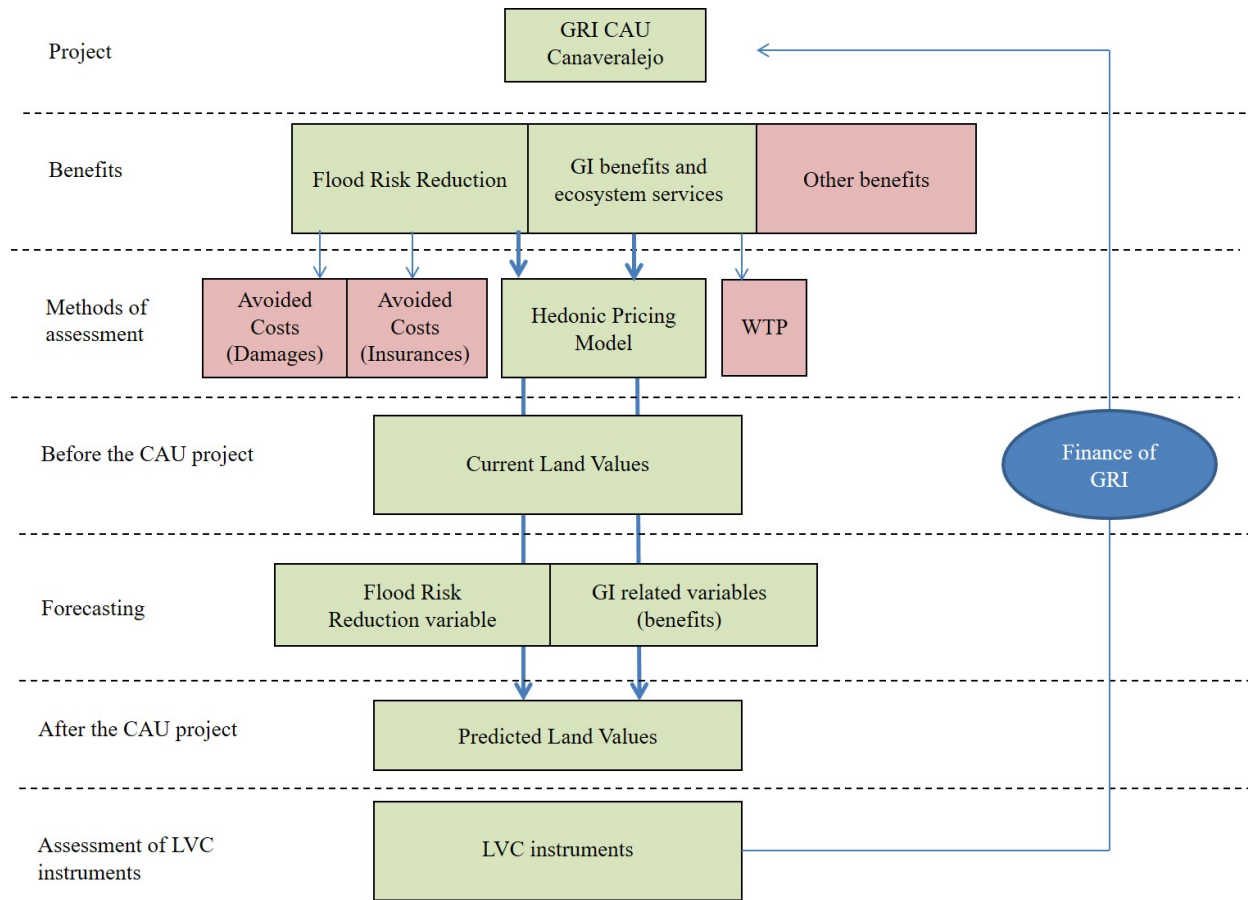 Project
GRI CAU
Canaveralejo
Benefits
Flood Risk Reduction
GI benefits and
ecosystem services
Other benefits
Methods of
assessment
Avoided
Costs
(Damages)
Avoided
Costs
(Insurances)
Hedonic Pricing
Model
WTP
Before the CAU project
Current Land Values
Finance of
GRI
Forecasting
Flood Risk
Reduction variable
GI related variables
(benefits)
After the CAU project
Predicted Land Values
Assessment of LVC
instruments
LVC instruments